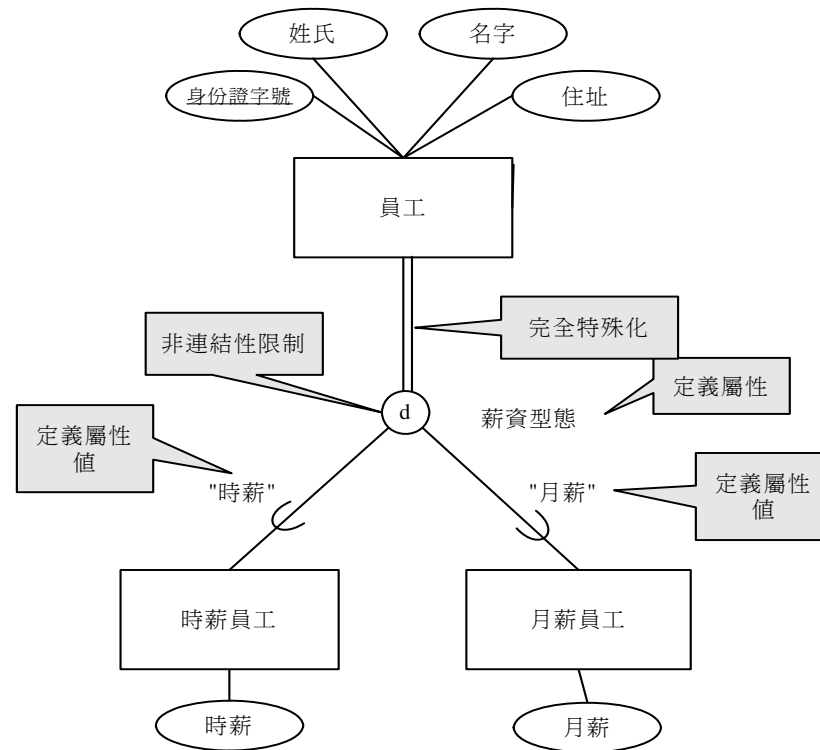 姓氏
名字
身份證字號
住址
員工
完全特殊化
非連結性限制
定義屬性
d
薪資型態
定義屬性
值
"時薪"
"月薪"
定義屬性
值
時薪員工
月薪員工
時薪
月薪